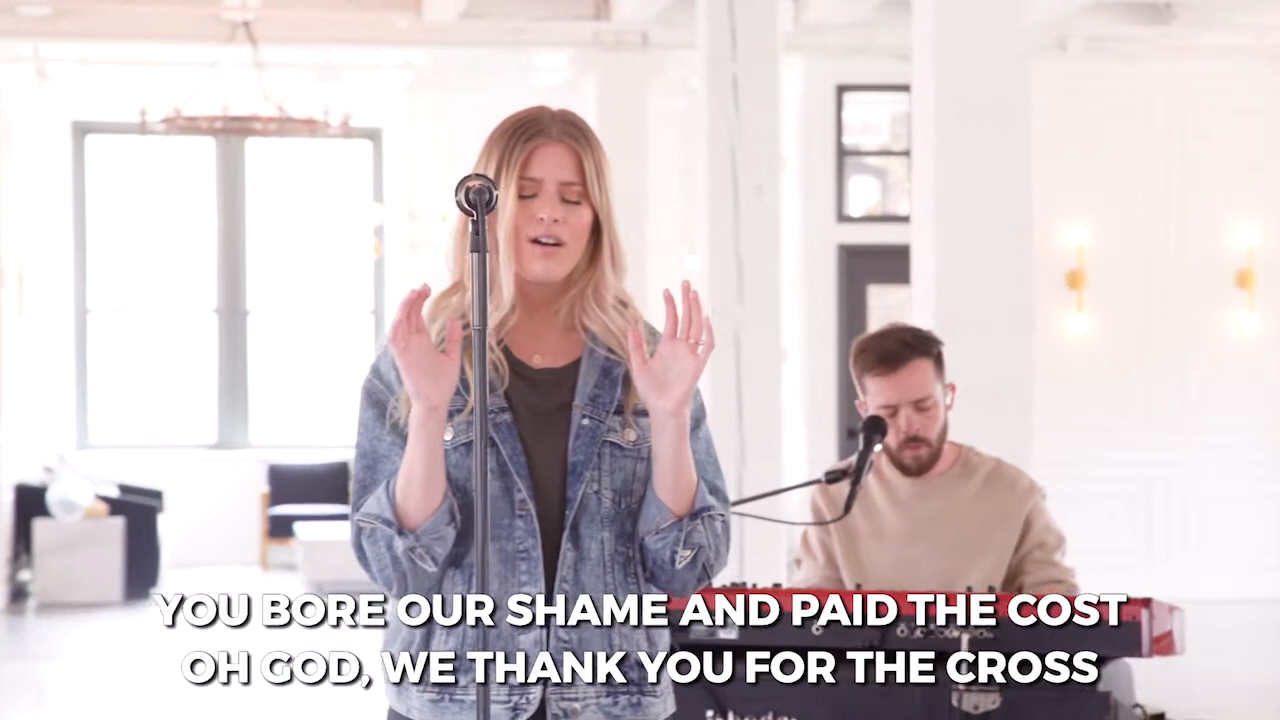 YOU BORE OUR SHAME AND PAID THE COST
OH GOD, WE THANK YOU FOR THE CROSS